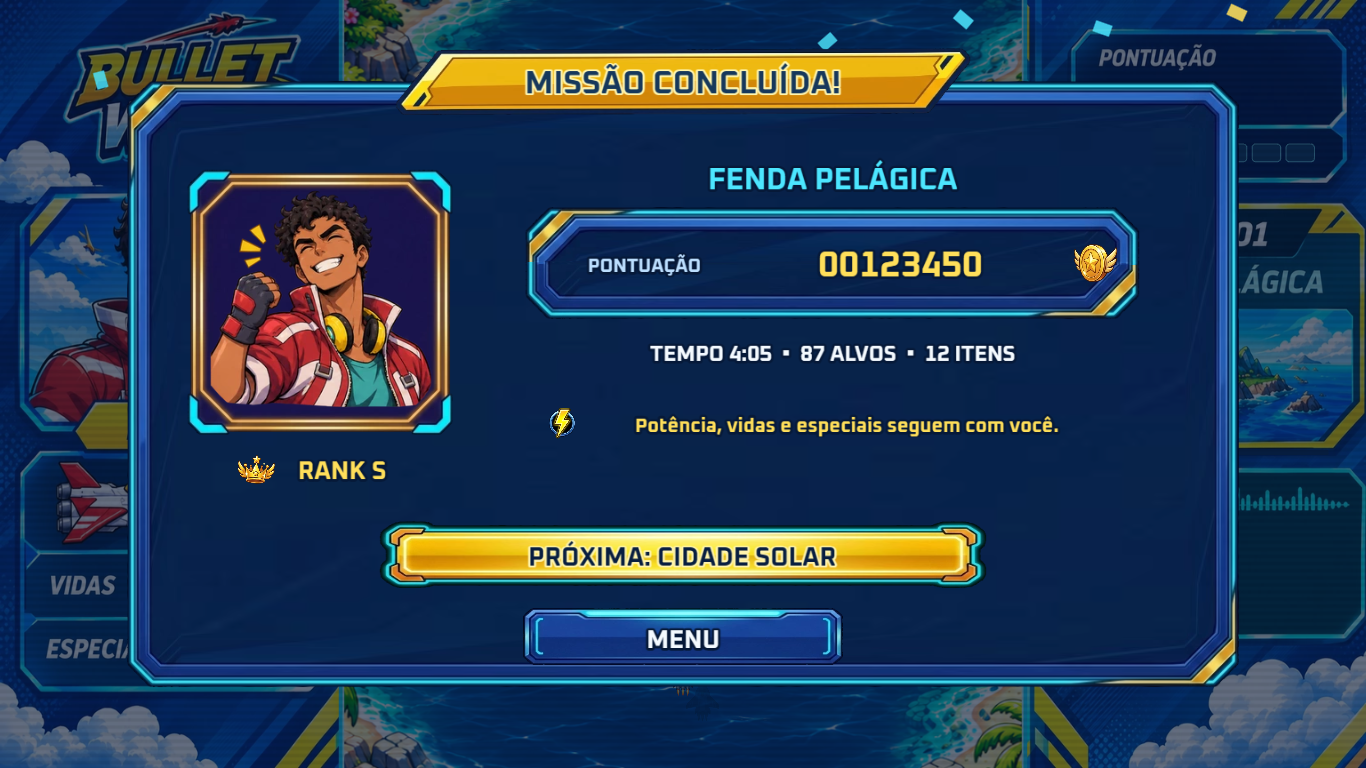 BULLET
PONTUAÇÃO
MISSÃO CONCLUÍDA!
FENDA PELÁGICA
PONTUAÇÃO 00123450
TEMPO 4:05 • 87 ALVOS • 12 ITENS
Potência, vidas e especiais seguem com você.
RANK S
PRÓXIMA: CIDADE SOLAR
MENU
01
VIDAS